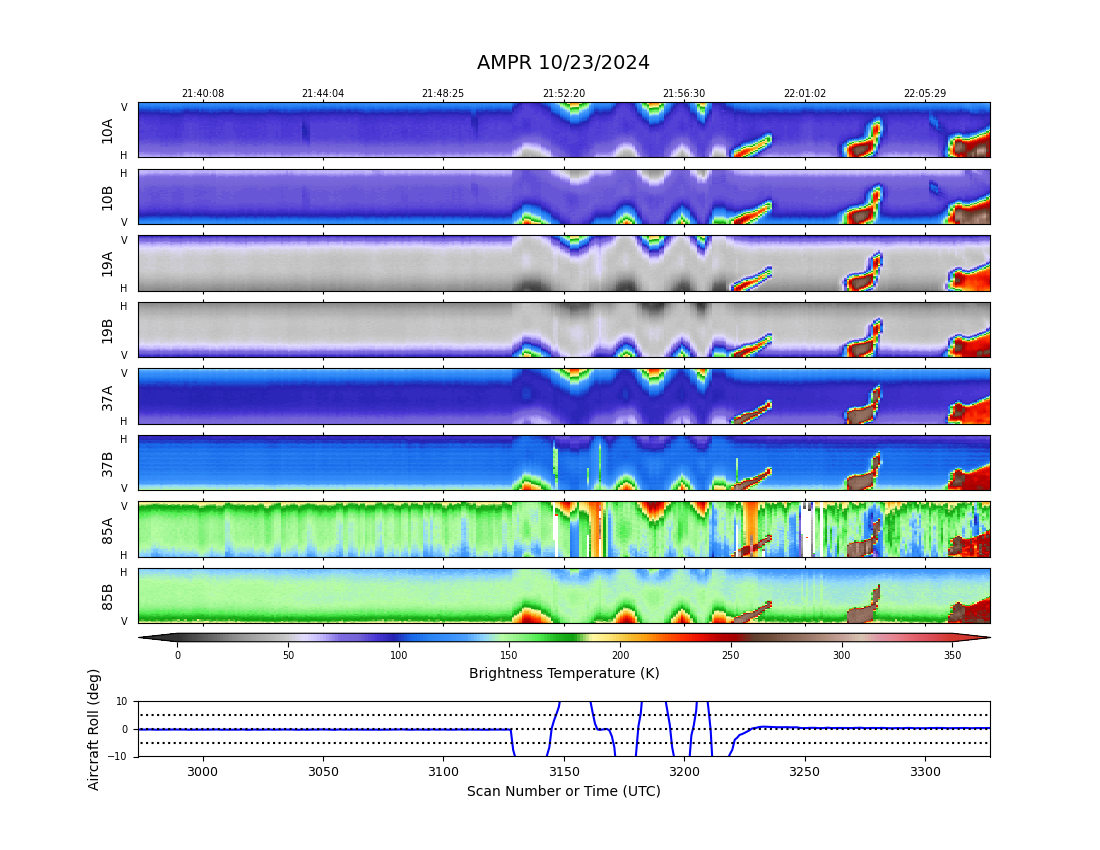 AMPR 10/23/2024
21:40:08 21:44:04 21:48:25 21:52:20 21:56:30 22:01:02 22:05:29
V
10A
H
H
10B
V
V
19A
H
H
19B
V
V
37A
H
H
37B
V
V
85A
H
H
85B
V
0 50 100 150 200 250 300 350
Brightness Temperature (K)
Aircraft Roll (deg)
10
0
−10
3000 3050 3100 3150 3200 3250 3300
Scan Number or Time (UTC)